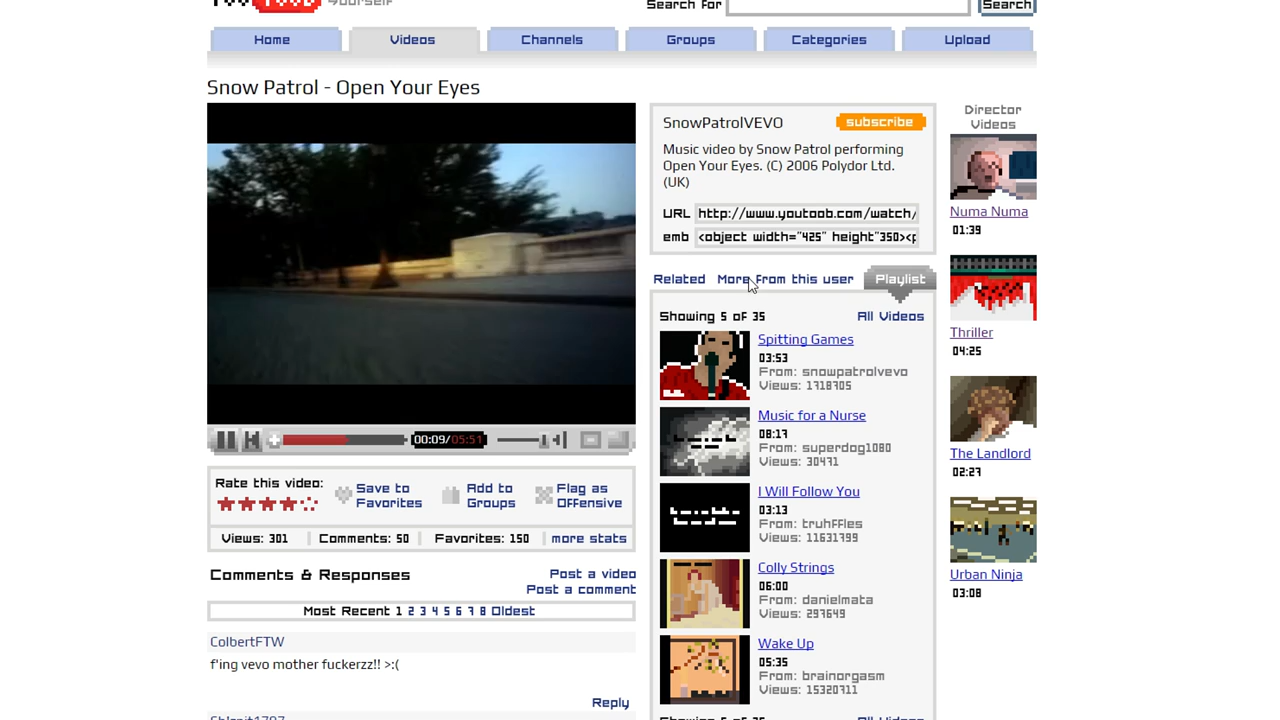 Yourself
Search for
Search
Home
Videos
Channels
Groups
Categories
Upload
Snow Patrol - Open Your Eyes
00:09/05:51
Rate this video:
Save to
Favorites
Add to
Groups
Flag as
Offensive
Views: 301
Comments: 50
Favorites: 150
more stats
Comments & Responses
Post a video
Post a comment
Most Recent 1 2 3 4 5 6 7 8 Oldest
ColbertFTW
f'ing vevo mother fuckerzz!! >:(
Reply
SnowPatrolVEVO
subscribe
Music video by Snow Patrol performing
Open Your Eyes. (C) 2006 Polydor Ltd.
(UK)
URL http://www.youtoob.com/watch/
emb <object width="425" height"350><p
Related
More from this user
Playlist
Showing 5 of 35
All Videos
Spitting Games
03:53
From: snowpatrolvevo
Views: 1718705
Music for a Nurse
08:17
From: superdog1080
Views: 30471
I Will Follow You
03:13
From: truhffles
Views: 11631799
Colly Strings
06:00
From: danielmata
Views: 297649
Wake Up
05:35
From: brainorgasm
Views: 15320711
Showing 5 of 35
All Videos
Director
Videos
Numa Numa
01:39
Thriller
04:25
The Landlord
02:27
Urban Ninja
03:08